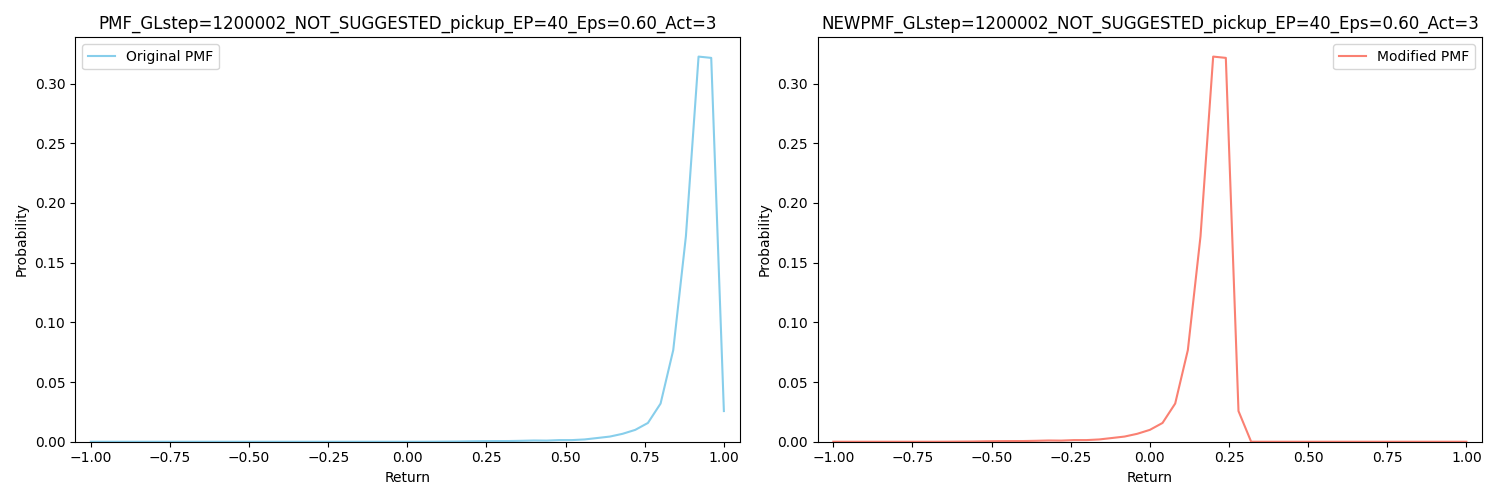 PMF_GLstep=1200002_NOT_SUGGESTED_pickup_EP=40_Eps=0.60_Act=3
Original PMF
0.30
0.25
0.20
0.15
0.10
0.05
0.00
Probability
−1.00 −0.75 −0.50 −0.25 0.00 0.25 0.50 0.75 1.00
Return
NEWPMF_GLstep=1200002_NOT_SUGGESTED_pickup_EP=40_Eps=0.60_Act=3
Modified PMF
0.30
0.25
0.20
0.15
0.10
0.05
0.00
Probability
−1.00 −0.75 −0.50 −0.25 0.00 0.25 0.50 0.75 1.00
Return